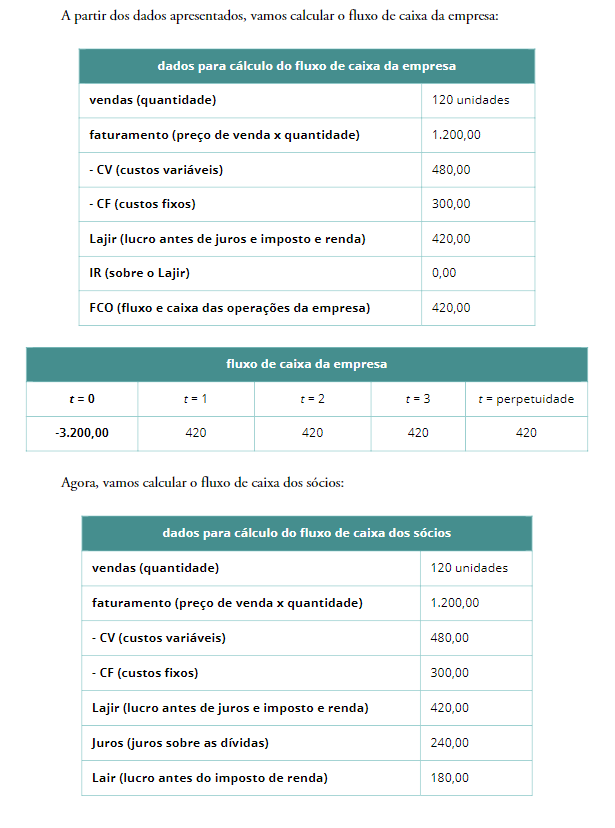 A partir dos dados apresentados, vamos calcular o fluxo de caixa da empresa:
dados para cálculo do fluxo de caixa da empresa
vendas (quantidade) 120 unidades
faturamento (preço de venda x quantidade) 1.200,00
- CV (custos variáveis) 480,00
- CF (custos fixos) 300,00
Lajir (lucro antes de juros e imposto e renda) 420,00
IR (sobre o Lajir) 0,00
FCO (fluxo e caixa das operações da empresa) 420,00
fluxo de caixa da empresa
t = 0 t = 1 t = 2 t = 3 t = perpetuidade
-3.200,00 420 420 420 420
Agora, vamos calcular o fluxo de caixa dos sócios:
dados para cálculo do fluxo de caixa dos sócios
vendas (quantidade) 120 unidades
faturamento (preço de venda x quantidade) 1.200,00
- CV (custos variáveis) 480,00
- CF (custos fixos) 300,00
Lajir (lucro antes de juros e imposto e renda) 420,00
Juros (juros sobre as dívidas) 240,00
Lair (lucro antes do imposto de renda) 180,00